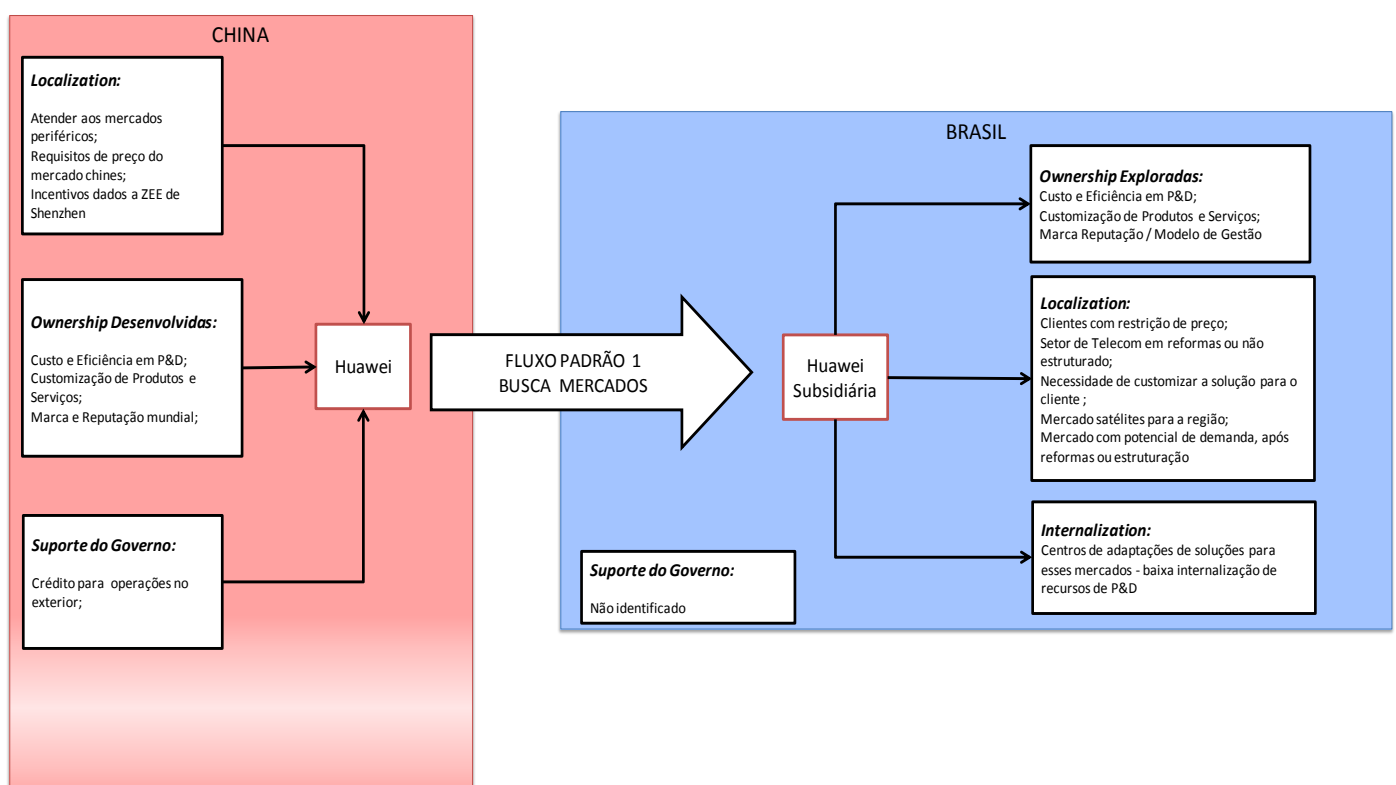 CHINA
Localization:
Atender aos mercados
periféricos;
Requisitos de preço do
mercado chines;
Incentivos dados a ZEE de
Shenzhen
Ownership Desenvolvidas:
Custo e Eficiência em P&D;
Customização de Produtos e
Serviços;
Marca e Reputação mundial;
Suporte do Governo:
Crédito para operações no
exterior;
Huawei
FLUXO PADRÃO 1
BUSCA MERCADOS
BRASIL
Huawei
Subsidiária
Ownership Exploradas:
Custo e Eficiência em P&D;
Customização de Produtos e Serviços;
Marca Reputação / Modelo de Gestão
Localization:
Clientes com restrição de preço;
Setor de Telecom em reformas ou não
estruturado;
Necessidade de customizar a solução para o
cliente ;
Mercado satélites para a região;
Mercado com potencial de demanda, após
reformas ou estruturação
Internalization:
Centros de adaptações de soluções para
esses mercados - baixa internalização de
recursos de P&D
Suporte do Governo:
Não identificado